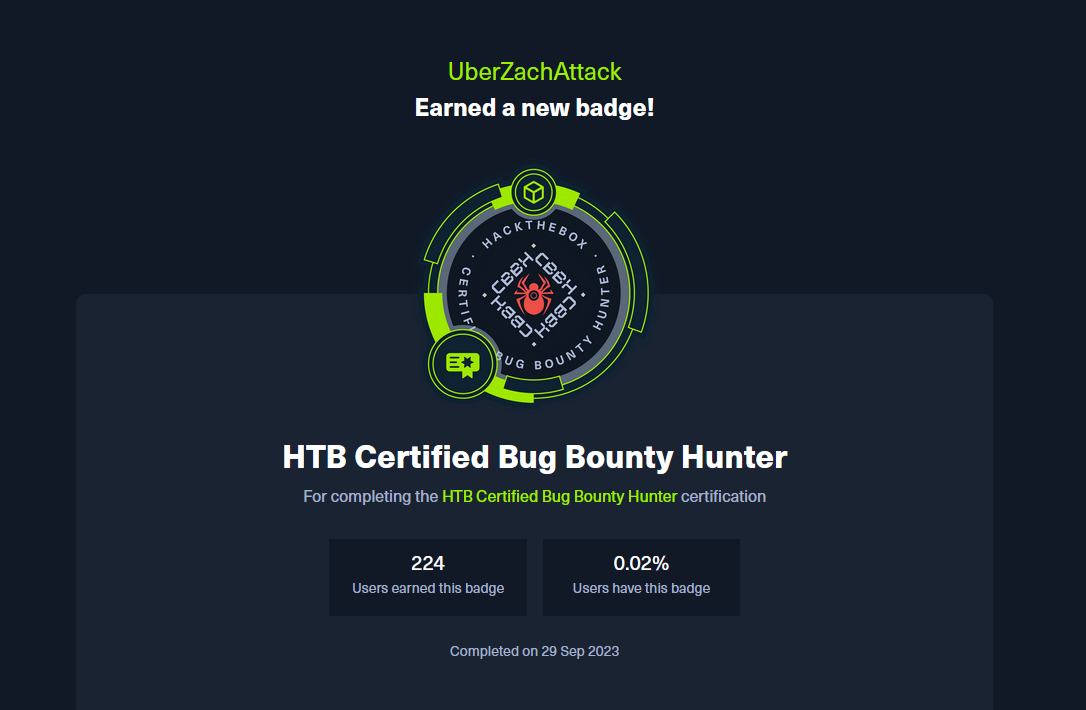 UberZachAttack
Earned a new badge!
· HACKTHEBOX ·
CERTIF
BUG BOUNTY HUNTER
CBBH
CBBH
CBBH
CBBH
HTB Certified Bug Bounty Hunter
For completing the HTB Certified Bug Bounty Hunter certification
224
Users earned this badge
0.02%
Users have this badge
Completed on 29 Sep 2023